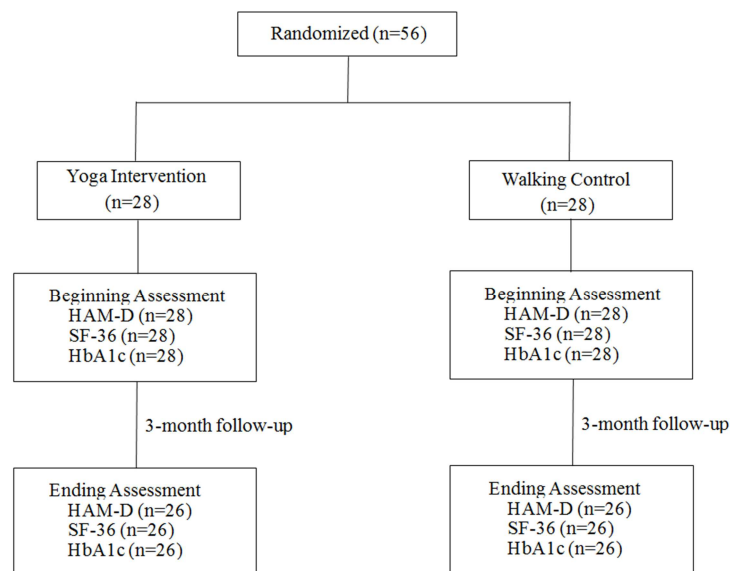 Randomized (n=56)
Yoga Intervention
(n=28)
Walking Control
(n=28)
Beginning Assessment
HAM-D (n=28)
SF-36 (n=28)
HbA1c (n=28)
Beginning Assessment
HAM-D (n=28)
SF-36 (n=28)
HbA1c (n=28)
3-month follow-up
3-month follow-up
Ending Assessment
HAM-D (n=26)
SF-36 (n=26)
HbA1c (n=26)
Ending Assessment
HAM-D (n=26)
SF-36 (n=26)
HbA1c (n=26)